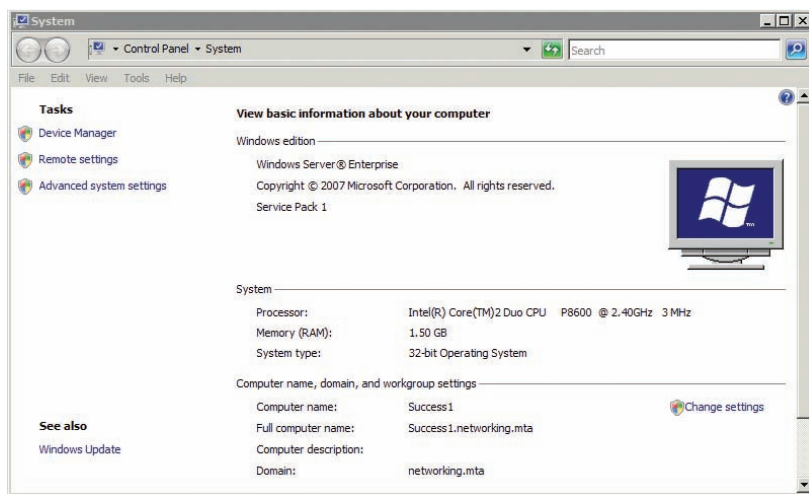 System
Control Panel System
Search
File Edit View Tools Help
Tasks
Device Manager
Remote settings
Advanced system settings
View basic information about your computer
Windows edition
Windows Server® Enterprise
Copyright © 2007 Microsoft Corporation. All rights reserved.
Service Pack 1
System
Processor: Intel(R) Core(TM)2 Duo CPU P8600 @ 2.40GHz 3 MHz
Memory (RAM): 1.50 GB
System type: 32-bit Operating System
Computer name, domain, and workgroup settings
Computer name: Success1
Change settings
Full computer name: Success1.networking.mta
Computer description:
Domain: networking.mta
See also
Windows Update